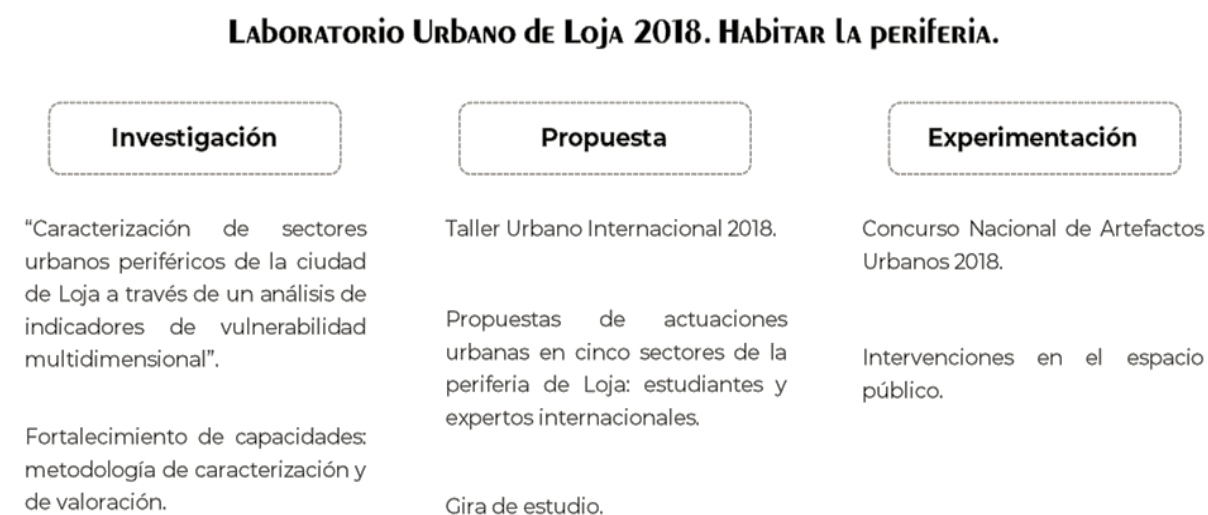 Laboratorio Urbano de Loja 2018. Habitar la periferia.
Investigación
“Caracterización de sectores
urbanos periféricos de la ciudad
de Loja a través de un análisis de
indicadores de vulnerabilidad
multidimensional”.
Fortalecimiento de capacidades:
metodología de caracterización y
de valoración.
Propuesta
Taller Urbano Internacional 2018.
Propuestas de actuaciones
urbanas en cinco sectores de la
periferia de Loja: estudiantes y
expertos internacionales.
Gira de estudio.
Experimentación
Concurso Nacional de Artefactos
Urbanos 2018.
Intervenciones en el espacio
público.